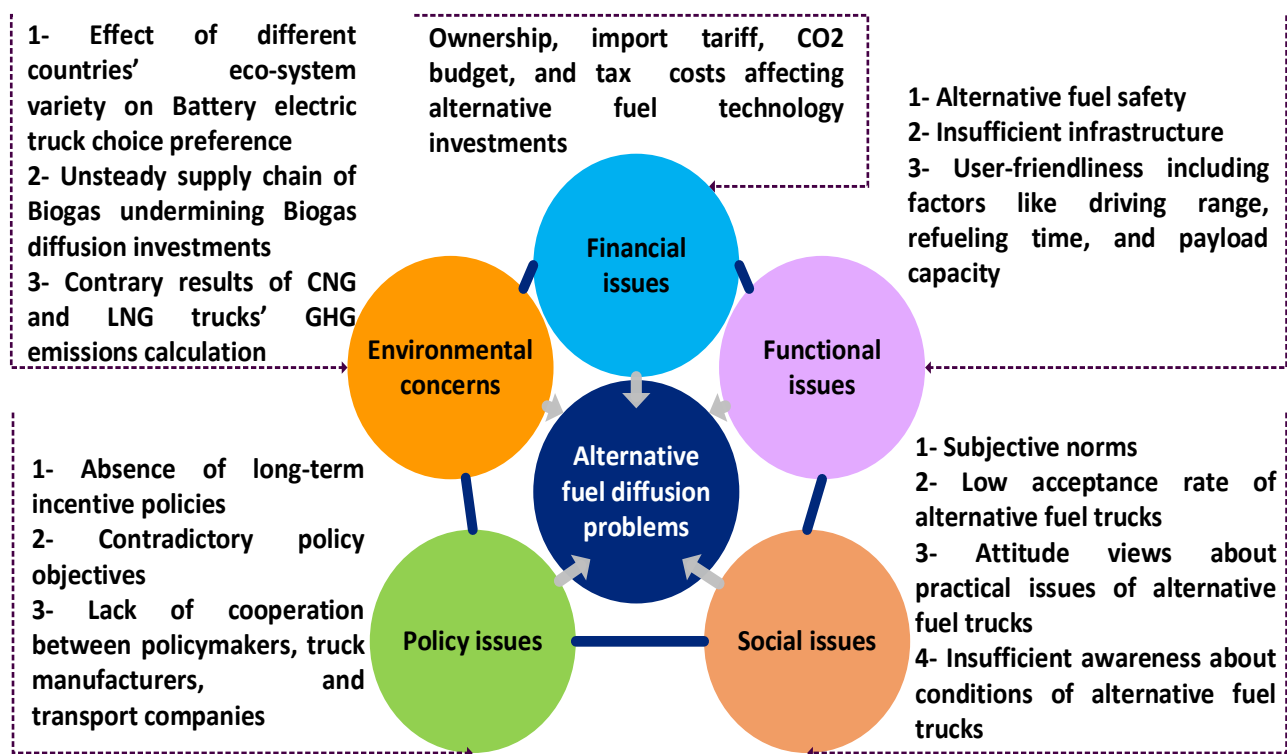 1- Effect of different
countries' eco-system
variety on Battery electric
truck choice preference
2- Unsteady supply chain of
Biogas undermining Biogas
diffusion investments
3- Contrary results of CNG
and LNG trucks' GHG
emissions calculation
Ownership, import tariff, CO2
budget, and tax costs affecting
alternative fuel technology
investments
1- Alternative fuel safety
2- Insufficient infrastructure
3- User-friendliness including
factors like driving range,
refueling time, and payload
capacity
Financial
issues
Environmental
concerns
Functional
issues
Alternative
fuel diffusion
problems
1- Absence of long-term
incentive policies
2- Contradictory policy
objectives
3- Lack of cooperation
between policymakers, truck
manufacturers, and
transport companies
Policy issues
Social issues
1- Subjective norms
2- Low acceptance rate of
alternative fuel trucks
3- Attitude views about
practical issues of alternative
fuel trucks
4- Insufficient awareness about
conditions of alternative fuel
trucks